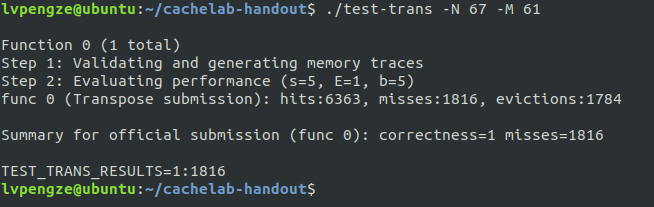 lvpengze@ubuntu:~/cachelab-handout$ ./test-trans -N 67 -M 61
Function 0 (1 total)
Step 1: Validating and generating memory traces
Step 2: Evaluating performance (s=5, E=1, b=5)
func 0 (Transpose submission): hits:6363, misses:1816, evictions:1784
Summary for official submission (func 0): correctness=1 misses=1816
TEST_TRANS_RESULTS=1:1816
lvpengze@ubuntu:~/cachelab-handout$